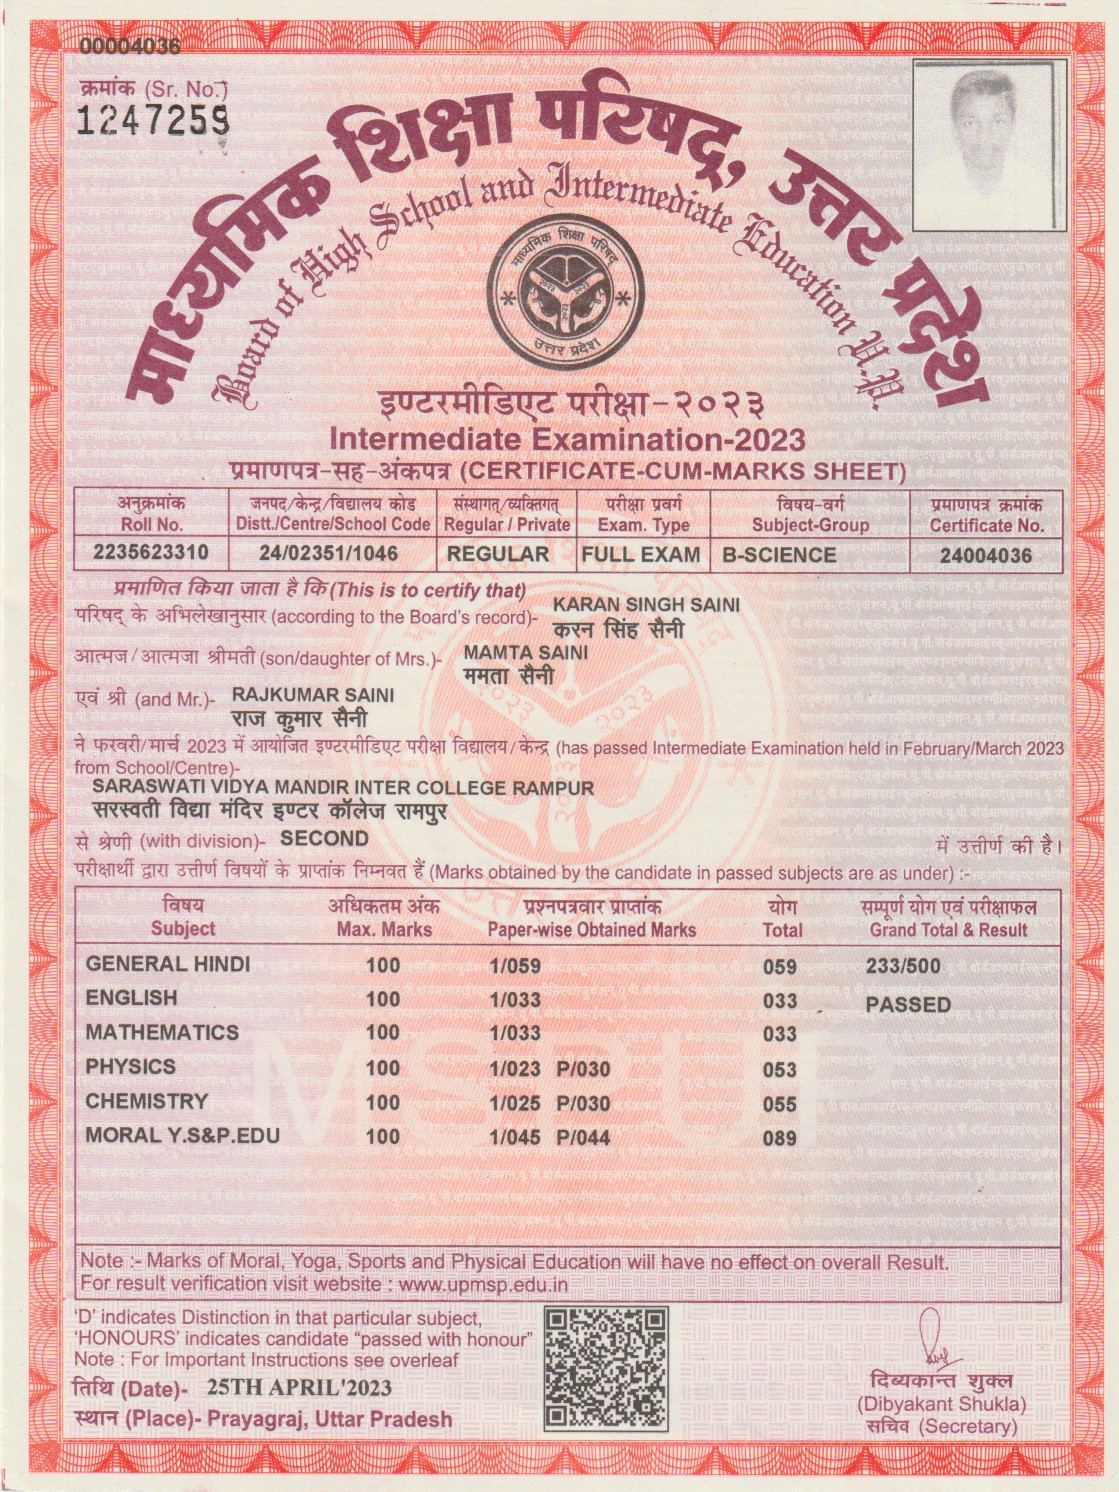 00004036
क्रमांक (Sr. No.)
1247259
माध्यमिक शिक्षा परिषद्, उत्तर प्रदेश
Board of High School and Intermediate Education U.P.
माध्यमिक शिक्षा परिषद्
२०२३ २०२३
२०२३
उत्तर प्रदेश
इण्टरमीडिएट परीक्षा-२०२३
Intermediate Examination-2023
प्रमाणपत्र-सह-अंकपत्र (CERTIFICATE-CUM-MARKS SHEET)
अनुक्रमांक जनपद/केन्द्र/विद्यालय कोड संस्थागत्/व्यक्तिगत् परीक्षा प्रवर्ग विषय-वर्ग प्रमाणपत्र क्रमांक
Roll No. Distt./Centre/School Code Regular / Private Exam. Type Subject-Group Certificate No.
2235623310 24/02351/1046 REGULAR FULL EXAM B-SCIENCE 24004036
प्रमाणित किया जाता है कि (This is to certify that)
KARAN SINGH SAINI
परिषद् के अभिलेखानुसार (according to the Board's record)-
करन सिंह सैनी
MAMTA SAINI
आत्मज/आत्मजा श्रीमती (son/daughter of Mrs.)-
ममता सैनी
एवं श्री (and Mr.)- RAJKUMAR SAINI
राज कुमार सैनी
ने फरवरी/मार्च 2023 में आयोजित इण्टरमीडिएट परीक्षा विद्यालय/केन्द्र (has passed Intermediate Examination held in February/March 2023
from School/Centre)-
SARASWATI VIDYA MANDIR INTER COLLEGE RAMPUR
सरस्वती विद्या मंदिर इण्टर कॉलेज रामपुर
से श्रेणी (with division)- SECOND में उत्तीर्ण की है।
परीक्षार्थी द्वारा उत्तीर्ण विषयों के प्राप्तांक निम्नवत हैं (Marks obtained by the candidate in passed subjects are as under) :-
विषय अधिकतम अंक प्रश्नपत्रवार प्राप्तांक योग सम्पूर्ण योग एवं परीक्षाफल
Subject Max. Marks Paper-wise Obtained Marks Total Grand Total & Result
GENERAL HINDI 100 1/059 059 233/500
ENGLISH 100 1/033 033 PASSED
MATHEMATICS 100 1/033 033
PHYSICS 100 1/023 P/030 053
CHEMISTRY 100 1/025 P/030 055
MORAL Y.S&P.EDU 100 1/045 P/044 089
Note :- Marks of Moral, Yoga, Sports and Physical Education will have no effect on overall Result.
For result verification visit website : www.upmsp.edu.in
'D' indicates Distinction in that particular subject,
'HONOURS' indicates candidate "passed with honour"
Note : For Important Instructions see overleaf
तिथि (Date)- 25TH APRIL'2023
स्थान (Place)- Prayagraj, Uttar Pradesh
दिब्यकान्त शुक्ल
(Dibyakant Shukla)
सचिव (Secretary)